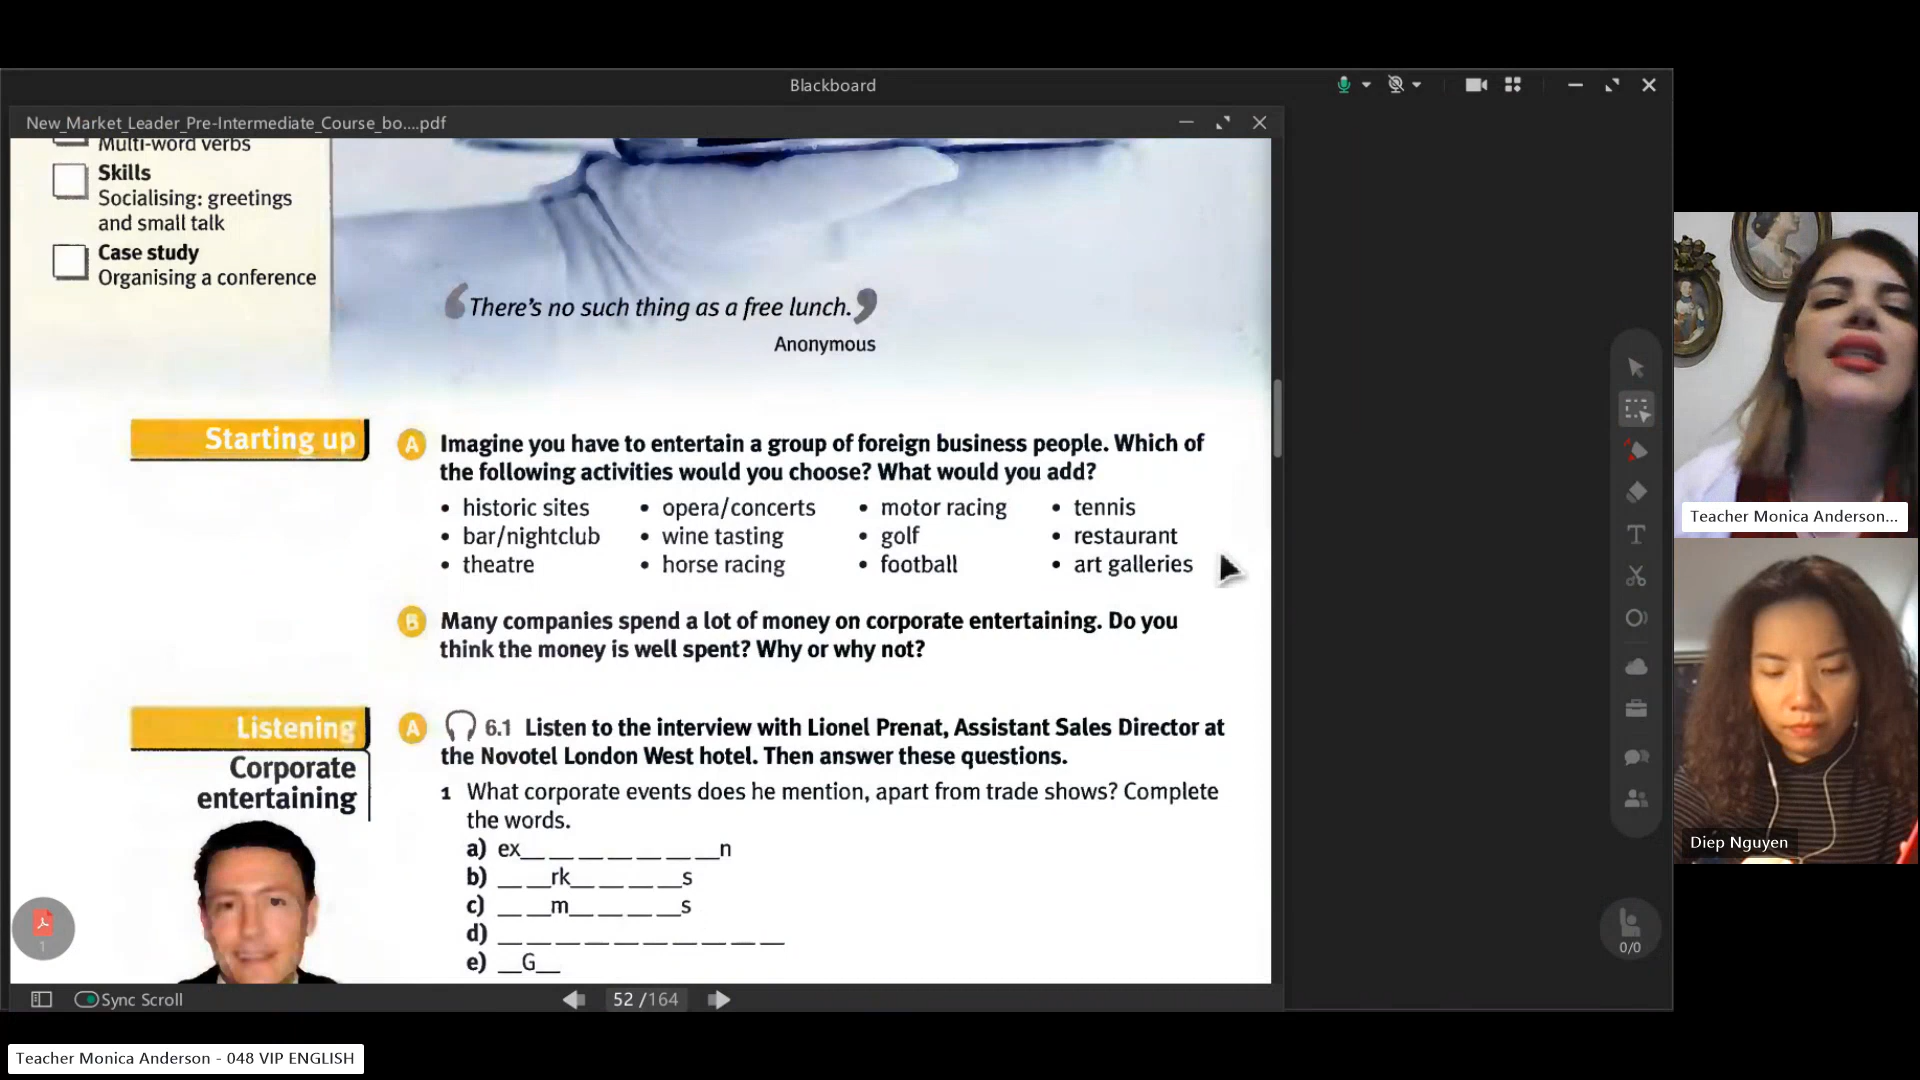 Blackboard
New_Market_Leader_Pre-Intermediate_Course_bo....pdf
Multi-word verbs
Skills
Socialising: greetings
and small talk
Case study
Organising a conference
‘There's no such thing as a free lunch.’
Anonymous
Starting up
A Imagine you have to entertain a group of foreign business people. Which of
the following activities would you choose? What would you add?
• historic sites • opera/concerts • motor racing • tennis
• bar/nightclub • wine tasting • golf • restaurant
• theatre • horse racing • football • art galleries
B Many companies spend a lot of money on corporate entertaining. Do you
think the money is well spent? Why or why not?
Listening
Corporate
entertaining
A 6.1 Listen to the interview with Lionel Prenat, Assistant Sales Director at
the Novotel London West hotel. Then answer these questions.
1 What corporate events does he mention, apart from trade shows? Complete
the words.
a) ex__ __ __ __ __ __ __n
b) __ __rk__ __ __ __s
c) __ __m__ __ __ __s
d) __ __ __ __ __ __ __ __ __ __
e) __G__
1
Sync Scroll
52 /164
T
0/0
Teacher Monica Anderson...
Diep Nguyen
Teacher Monica Anderson - 048 VIP ENGLISH